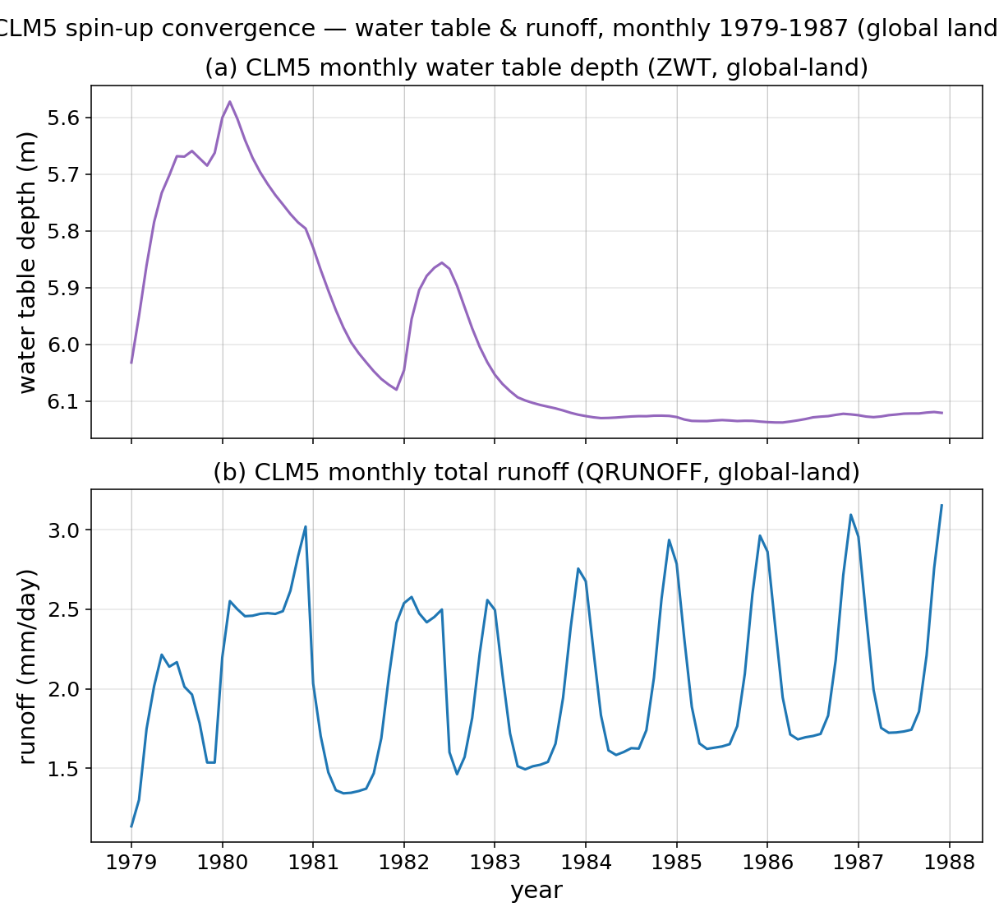 CLM5 spin-up convergence — water table & runoff, monthly 1979-1987 (global land
(a) CLM5 monthly water table depth (ZWT, global-land)
water table depth (m)
5.6
5.7
5.8
5.9
6.0
6.1
(b) CLM5 monthly total runoff (QRUNOFF, global-land)
runoff (mm/day)
3.0
2.5
2.0
1.5
1979 1980 1981 1982 1983 1984 1985 1986 1987 1988
year